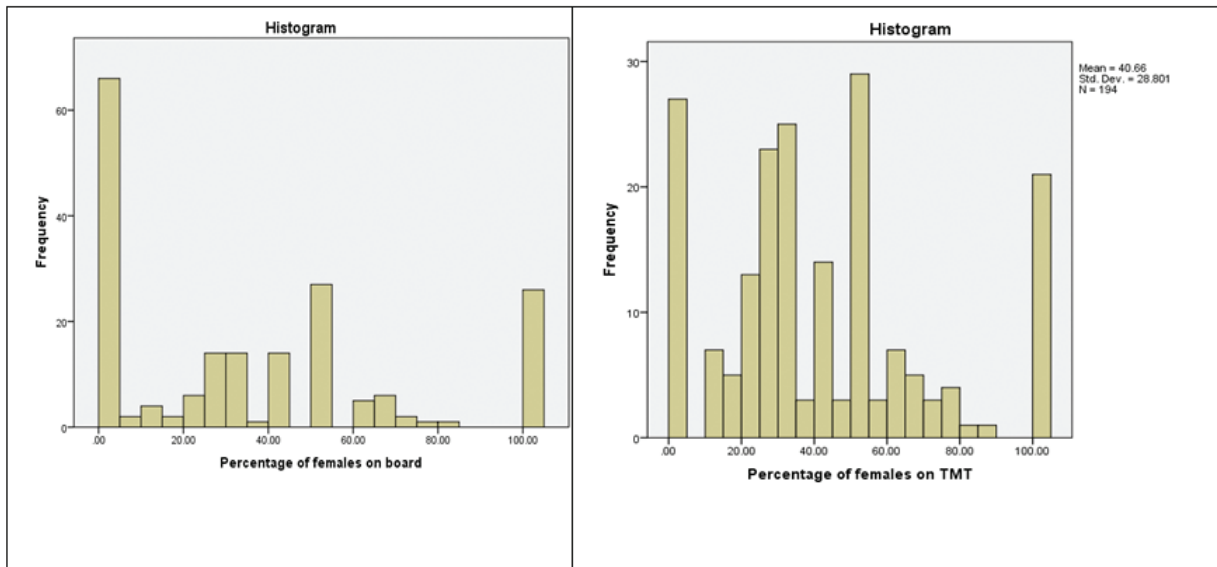 Histogram
Frequency
60
40
20
0
.00 20.00 40.00 60.00 80.00 100.00
Percentage of females on board
Histogram
Mean = 40.66
Std. Dev. = 28.801
N = 194
Frequency
30
20
10
0
.00 20.00 40.00 60.00 80.00 100.00
Percentage of females on TMT